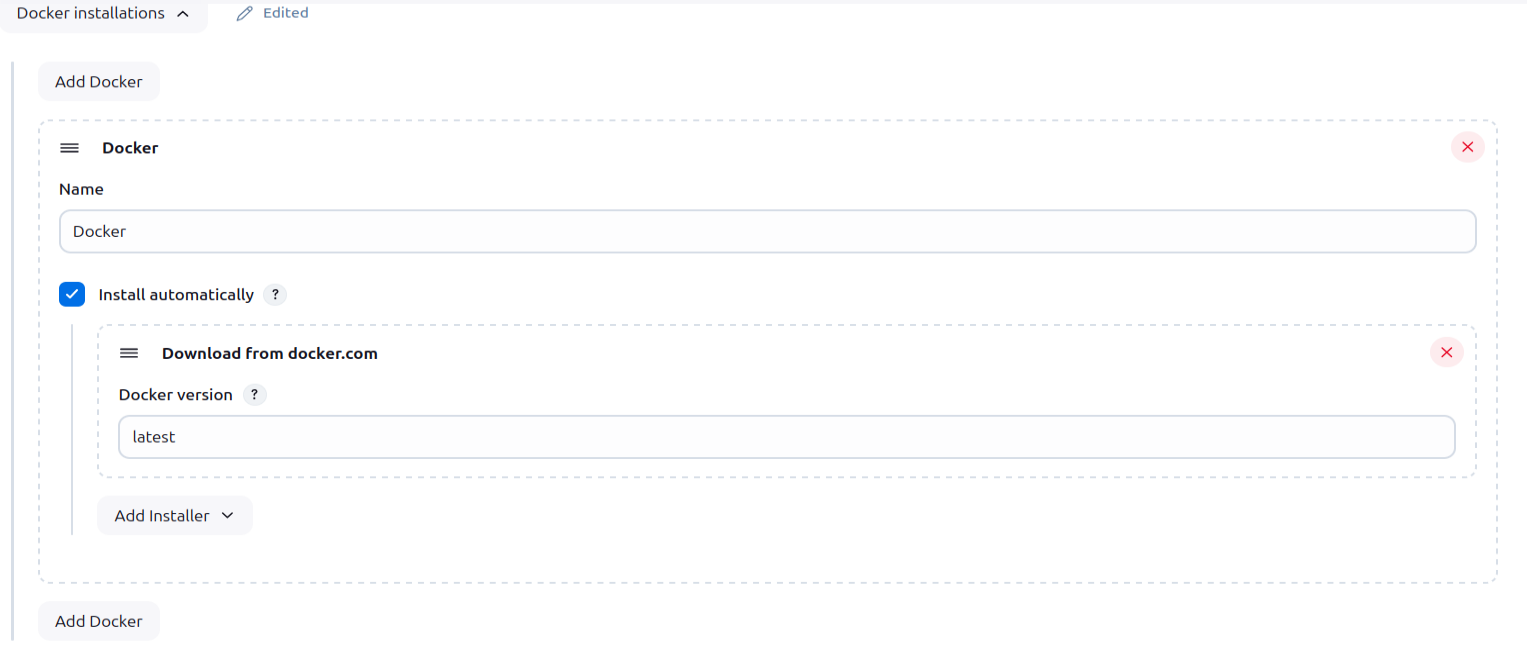 Docker installations Edited
Add Docker
Docker
Name
Docker
Install automatically ?
Download from docker.com
Docker version ?
latest
Add Installer
Add Docker